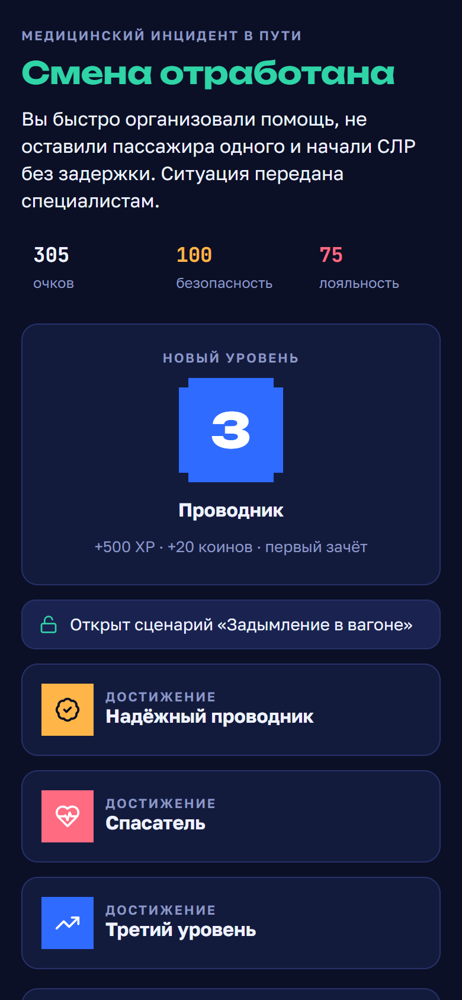 МЕДИЦИНСКИЙ ИНЦИДЕНТ В ПУТИ
Смена отработана
Вы быстро организовали помощь, не
оставили пассажира одного и начали СЛР
без задержки. Ситуация передана
специалистам.
305 100 75
очков безопасность лояльность
НОВЫЙ УРОВЕНЬ
3
Проводник
+500 XP · +20 коинов · первый зачёт
Открыт сценарий «Задымление в вагоне»
ДОСТИЖЕНИЕ
Надёжный проводник
ДОСТИЖЕНИЕ
Спасатель
ДОСТИЖЕНИЕ
Третий уровень